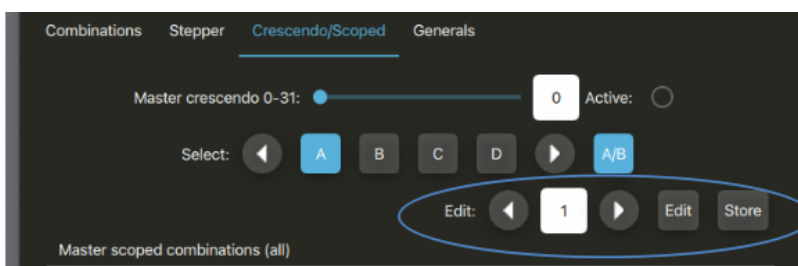 Combinations Stepper Crescendo/Scoped Generals
Master crescendo 0-31: 0 Active:
Select: A B C D A/B
Edit: 1 Edit Store
Master scoped combinations (all)